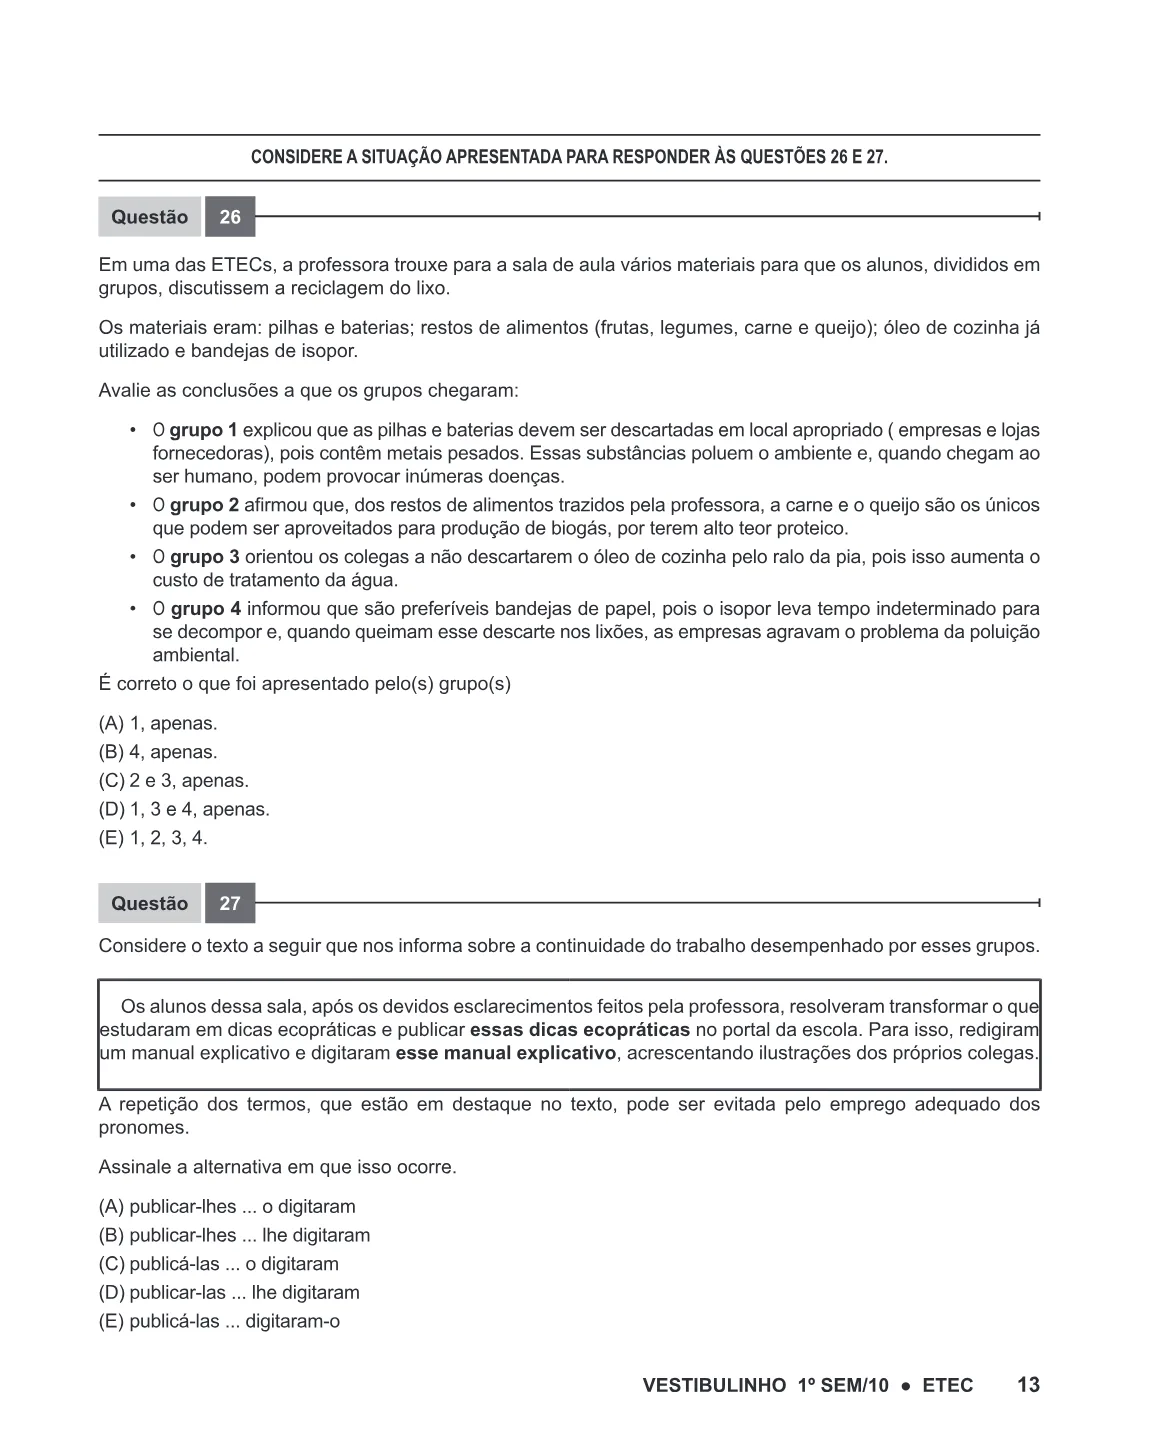 CONSIDERE A SITUAÇÃO APRESENTADA PARA RESPONDER ÀS QUESTÕES 26 E 27.
Questão 26
Em uma das ETECs, a professora trouxe para a sala de aula vários materiais para que os alunos, divididos em
grupos, discutissem a reciclagem do lixo.
Os materiais eram: pilhas e baterias; restos de alimentos (frutas, legumes, carne e queijo); óleo de cozinha já
utilizado e bandejas de isopor.
Avalie as conclusões a que os grupos chegaram:
• O grupo 1 explicou que as pilhas e baterias devem ser descartadas em local apropriado ( empresas e lojas
fornecedoras), pois contêm metais pesados. Essas substâncias poluem o ambiente e, quando chegam ao
ser humano, podem provocar inúmeras doenças.
• O grupo 2 afirmou que, dos restos de alimentos trazidos pela professora, a carne e o queijo são os únicos
que podem ser aproveitados para produção de biogás, por terem alto teor proteico.
• O grupo 3 orientou os colegas a não descartarem o óleo de cozinha pelo ralo da pia, pois isso aumenta o
custo de tratamento da água.
• O grupo 4 informou que são preferíveis bandejas de papel, pois o isopor leva tempo indeterminado para
se decompor e, quando queimam esse descarte nos lixões, as empresas agravam o problema da poluição
ambiental.
É correto o que foi apresentado pelo(s) grupo(s)
(A) 1, apenas.
(B) 4, apenas.
(C) 2 e 3, apenas.
(D) 1, 3 e 4, apenas.
(E) 1, 2, 3, 4.
Questão 27
Considere o texto a seguir que nos informa sobre a continuidade do trabalho desempenhado por esses grupos.
Os alunos dessa sala, após os devidos esclarecimentos feitos pela professora, resolveram transformar o que
estudaram em dicas ecopráticas e publicar essas dicas ecopráticas no portal da escola. Para isso, redigiram
um manual explicativo e digitaram esse manual explicativo, acrescentando ilustrações dos próprios colegas.
A repetição dos termos, que estão em destaque no texto, pode ser evitada pelo emprego adequado dos
pronomes.
Assinale a alternativa em que isso ocorre.
(A) publicar-lhes ... o digitaram
(B) publicar-lhes ... lhe digitaram
(C) publicá-las ... o digitaram
(D) publicar-las ... lhe digitaram
(E) publicá-las ... digitaram-o
VESTIBULINHO 1º SEM/10 ● ETEC 13